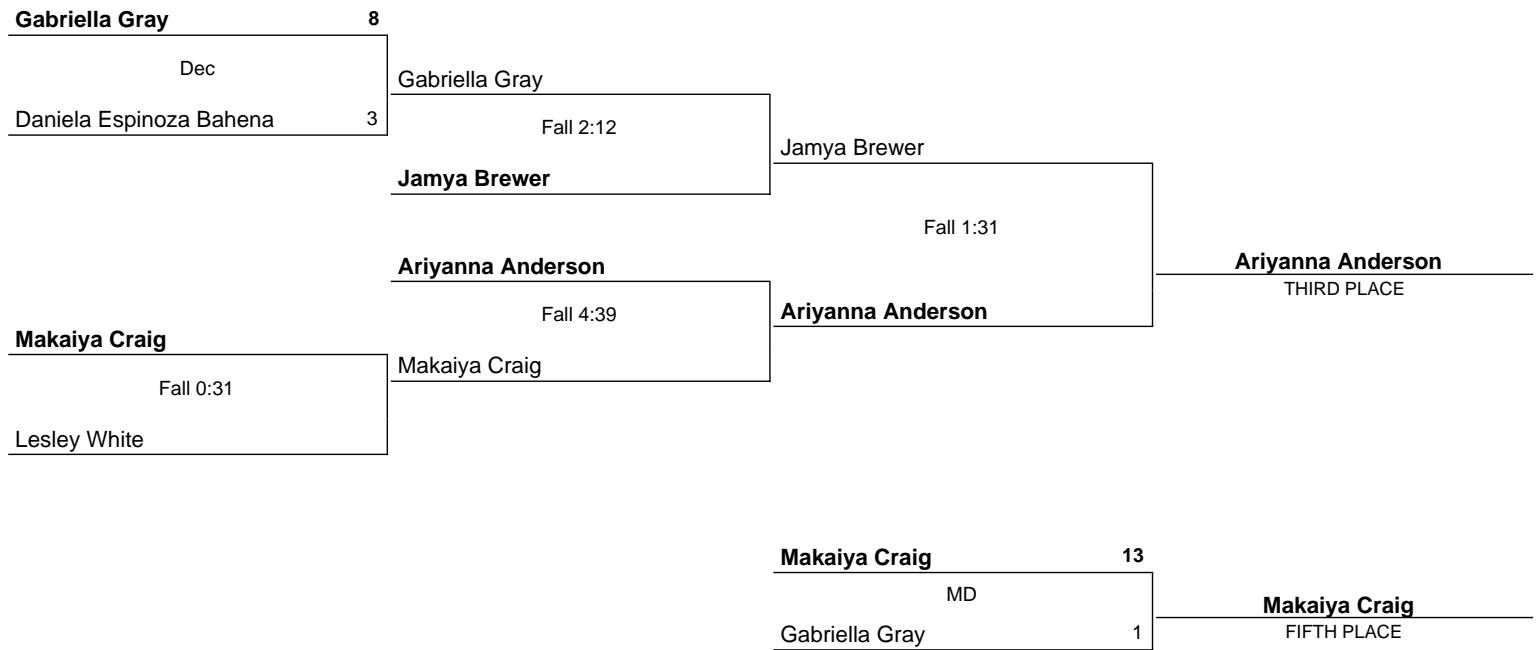 Gabriella Gray 8
Dec
Daniela Espinoza Bahena 3
Gabriella Gray
Fall 2:12
Jamya Brewer
Jamya Brewer
Fall 1:31
Ariyanna Anderson
Ariyanna Anderson
THIRD PLACE
Ariyanna Anderson
Fall 4:39
Makaiya Craig
Makaiya Craig
Fall 0:31
Lesley White
Makaiya Craig 13
MD
Gabriella Gray 1
Makaiya Craig
FIFTH PLACE